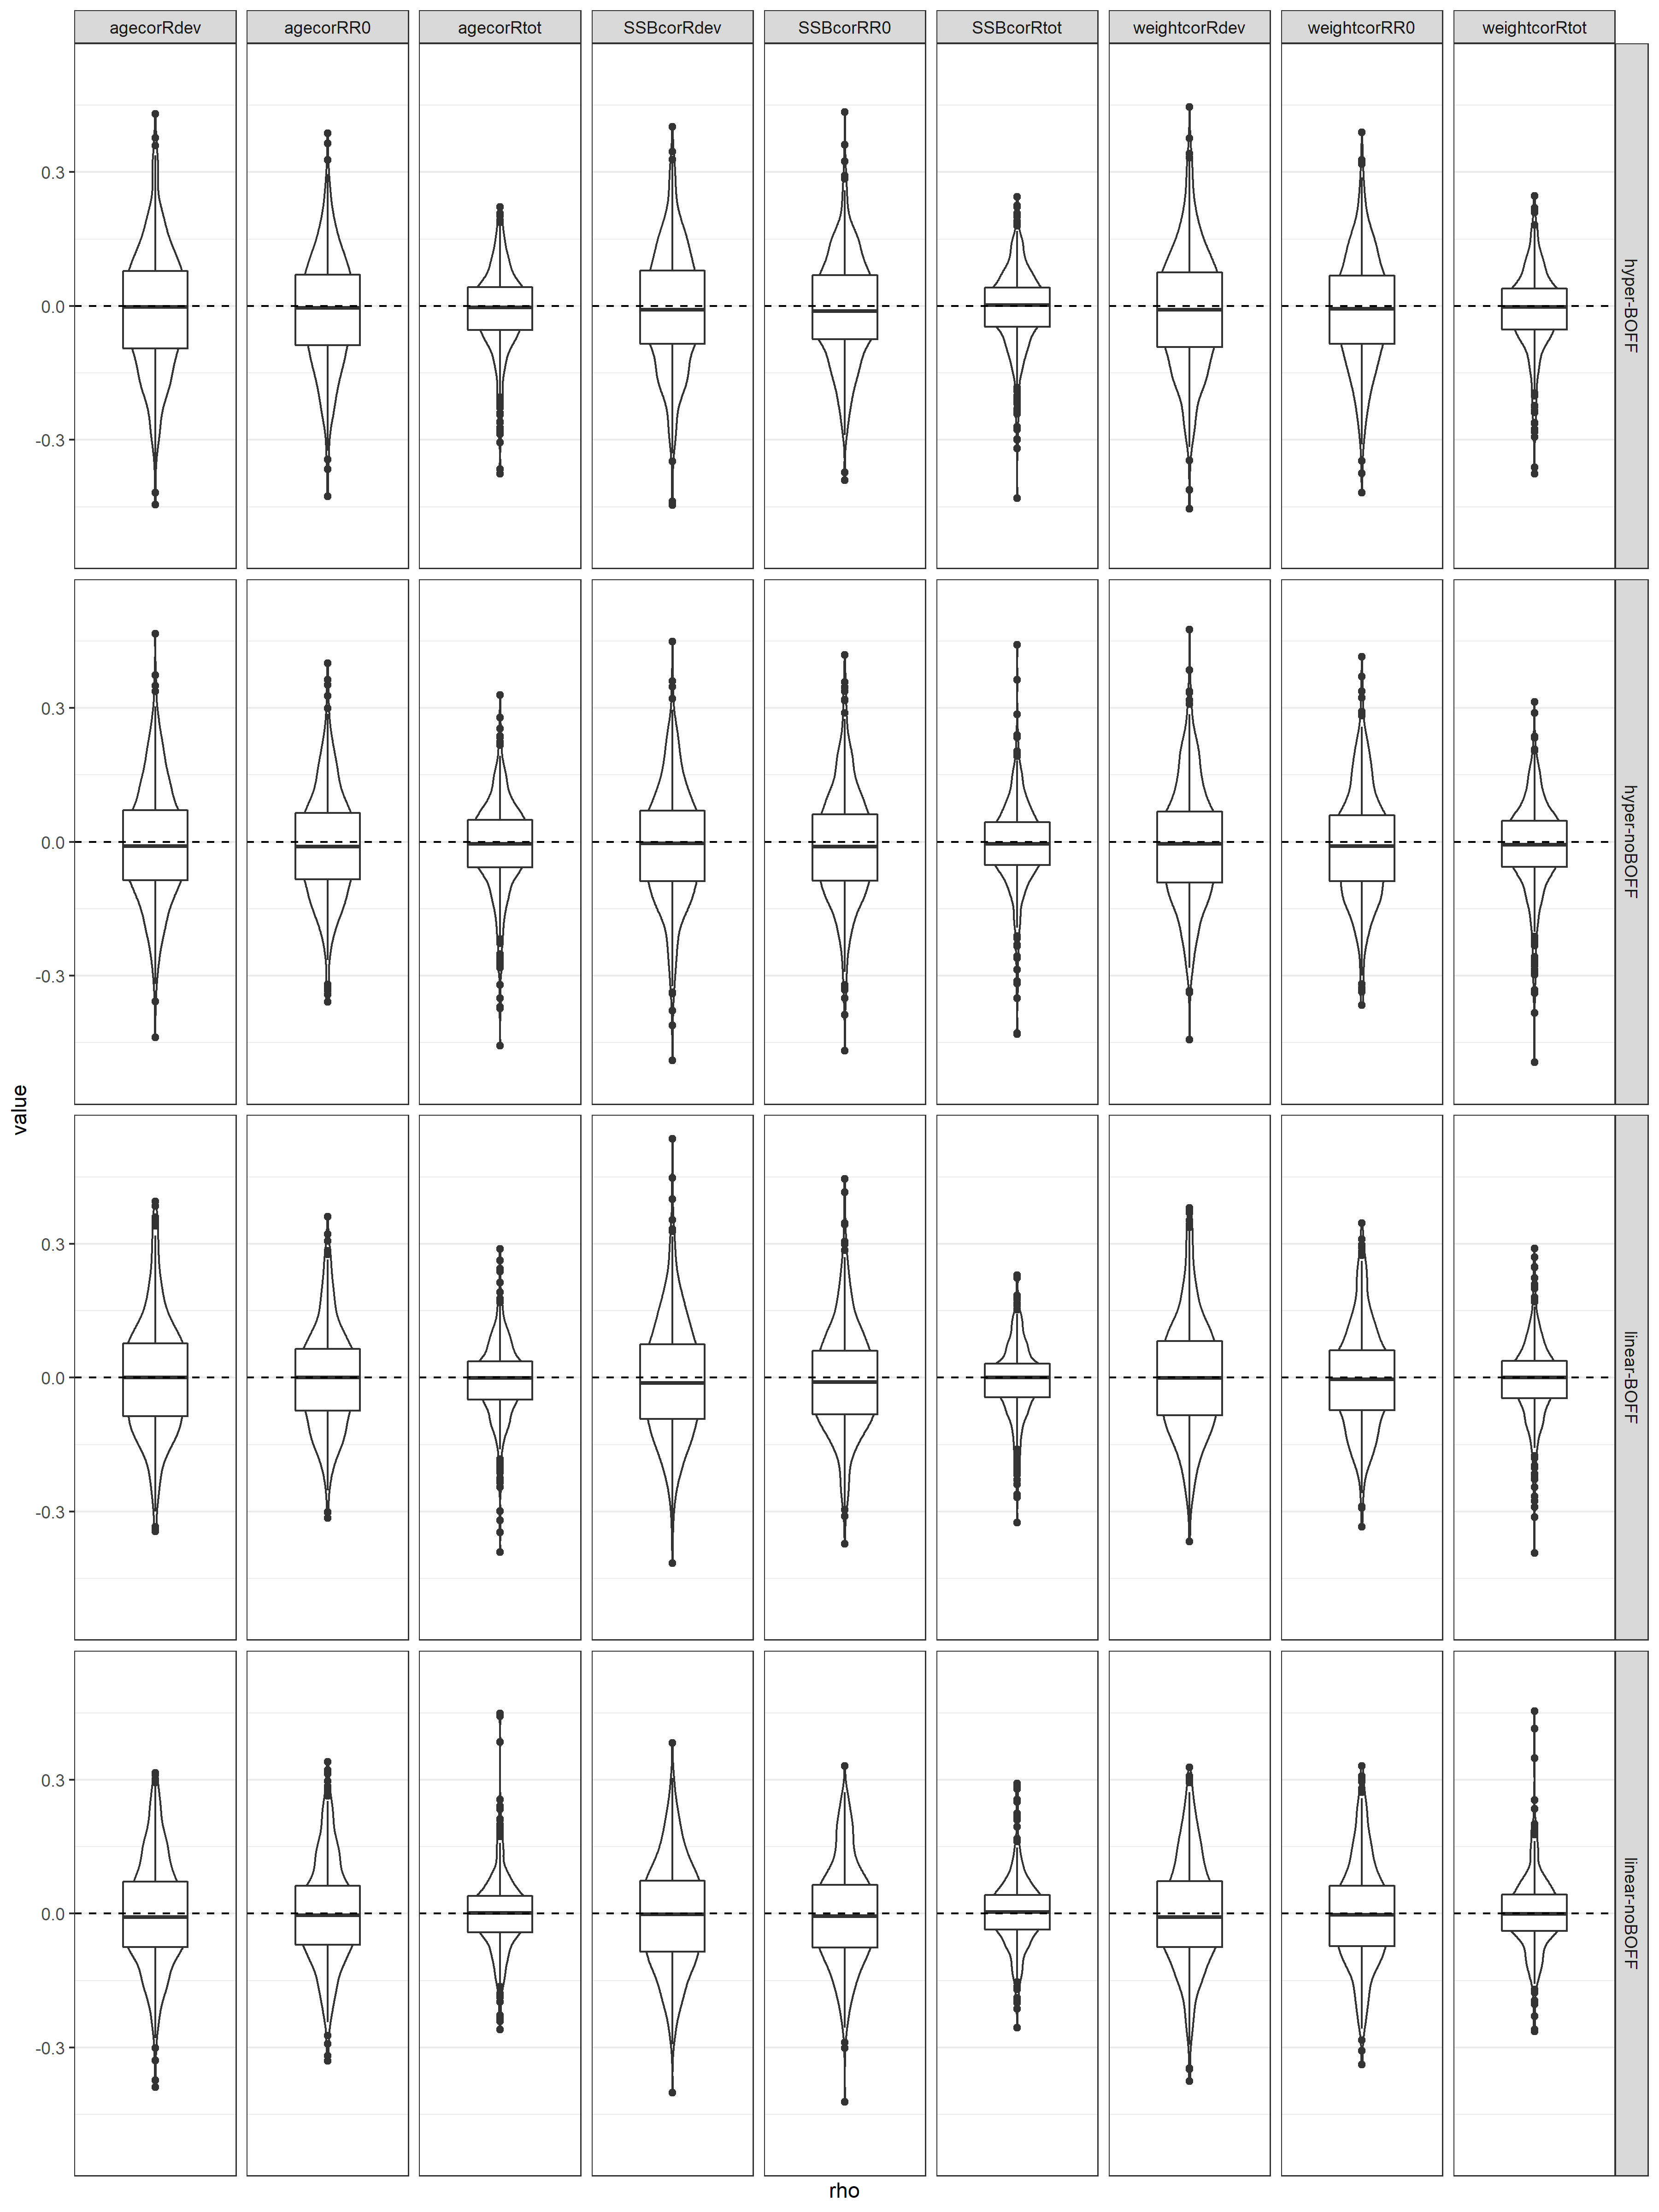 agecorRdev agecorRR0 agecorRtot SSBcorRdev SSBcorRR0 SSBcorRtot weightcorRdev weightcorRR0 weightcorRtot
0.3
0.0
-0.3
hyper-BOFF
0.3
0.0
-0.3
hyper-noBOFF
value
0.3
0.0
-0.3
linear-BOFF
0.3
0.0
-0.3
linear-noBOFF
rho